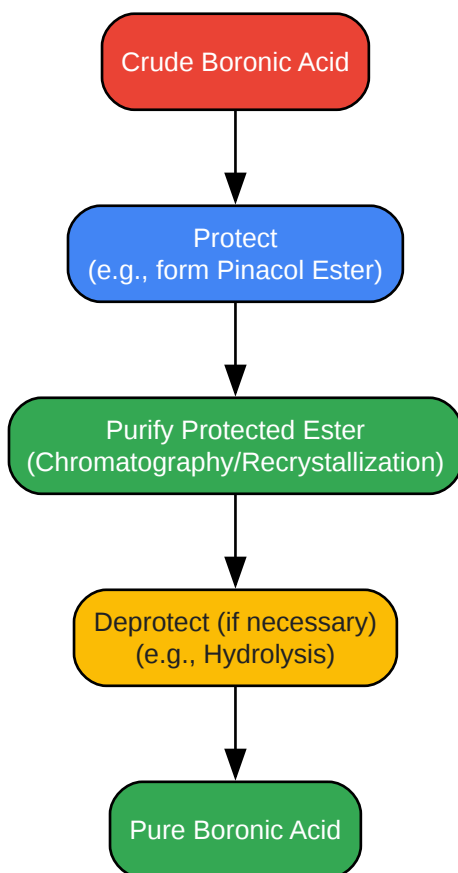 Crude Boronic Acid
Protect
(e.g., form Pinacol Ester)
Purify Protected Ester
(Chromatography/Recrystallization)
Deprotect (if necessary)
(e.g., Hydrolysis)
Pure Boronic Acid